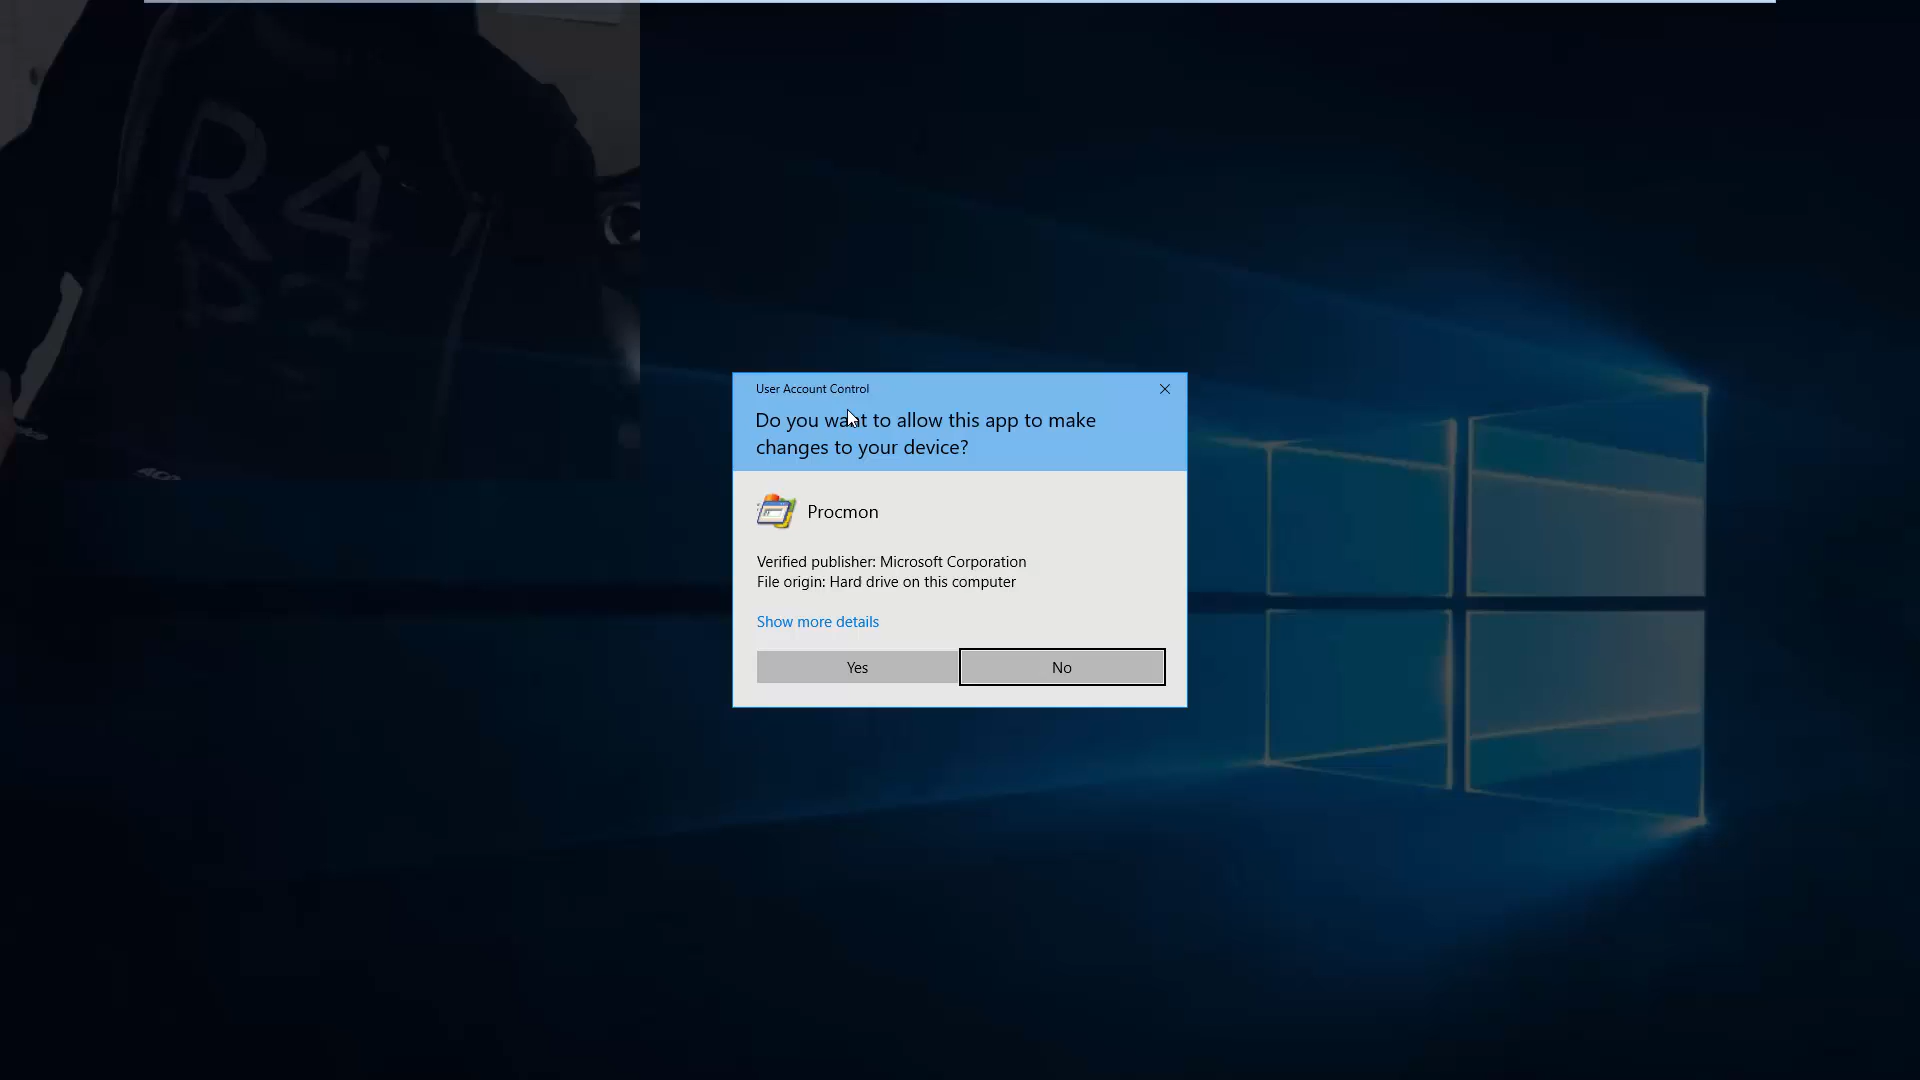 R4
User Account Control
Do you want to allow this app to make
changes to your device?
Procmon
Verified publisher: Microsoft Corporation
File origin: Hard drive on this computer
Show more details
Yes
No